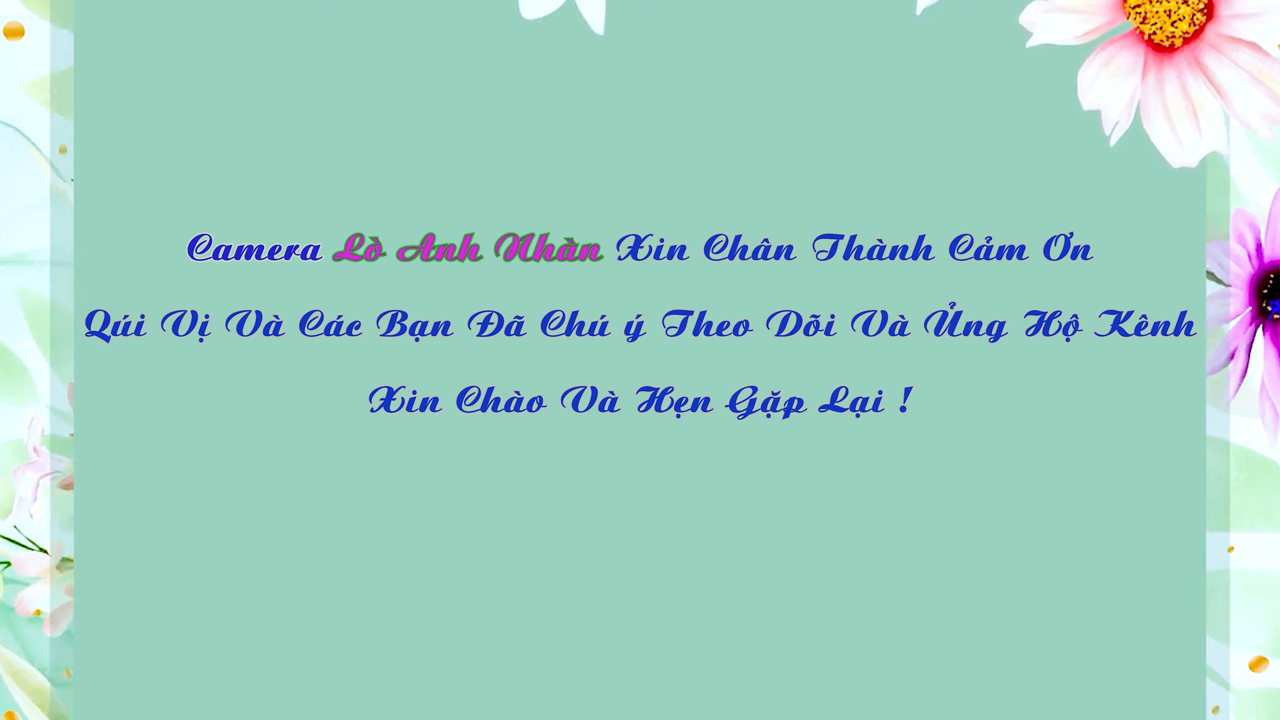 Camera Lò Anh Nhàn Xin Chân Thành Cảm Ơn
Qúi Vị Và Các Bạn Đã Chú ý Theo Dõi Và Ủng Hộ Kênh
Xin Chào Và Hẹn Gặp Lại !